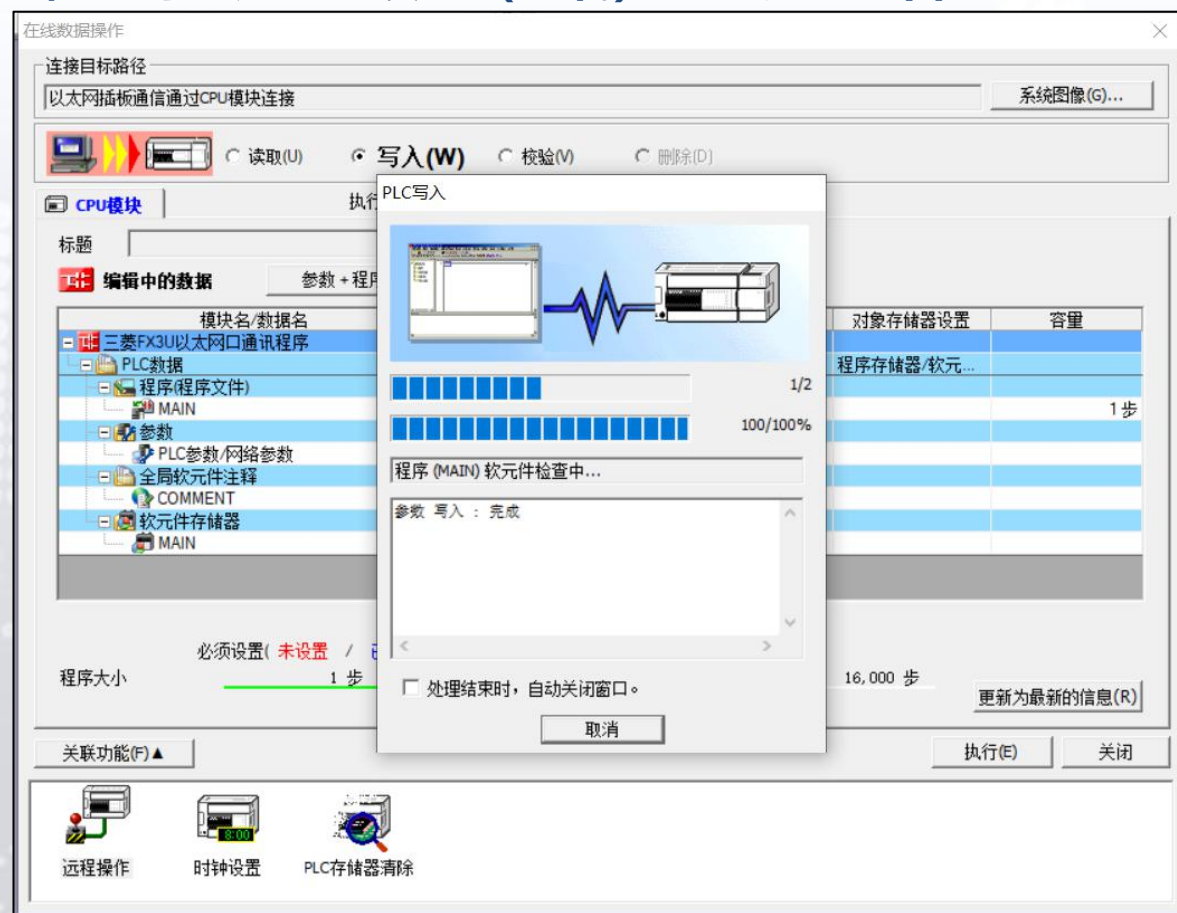 在线数据操作
连接目标路径
以太网插板通信通过CPU模块连接
系统图像(G)...
读取(U) 写入(W) 校验(V) 删除(D)
PLC写入
CPU模块
执行
标题
编辑中的数据
参数+程序
模块名/数据名
对象存储器设置
容量
三菱FX3U以太网口通讯程序
PLC数据
程序存储器/软元...
程序(程序文件)
MAIN
1步
参数
PLC参数/网络参数
全局软元件注释
COMMENT
软元件存储器
MAIN
1/2
100/100%
程序 (MAIN) 软元件检查中...
参数 写入 : 完成
必须设置( 未设置 /
程序大小
1 步
16,000 步
处理结束时，自动关闭窗口。
更新为最新的信息(R)
取消
关联功能(F)▲
执行(E)
关闭
远程操作
8:00
时钟设置
PLC存储器清除